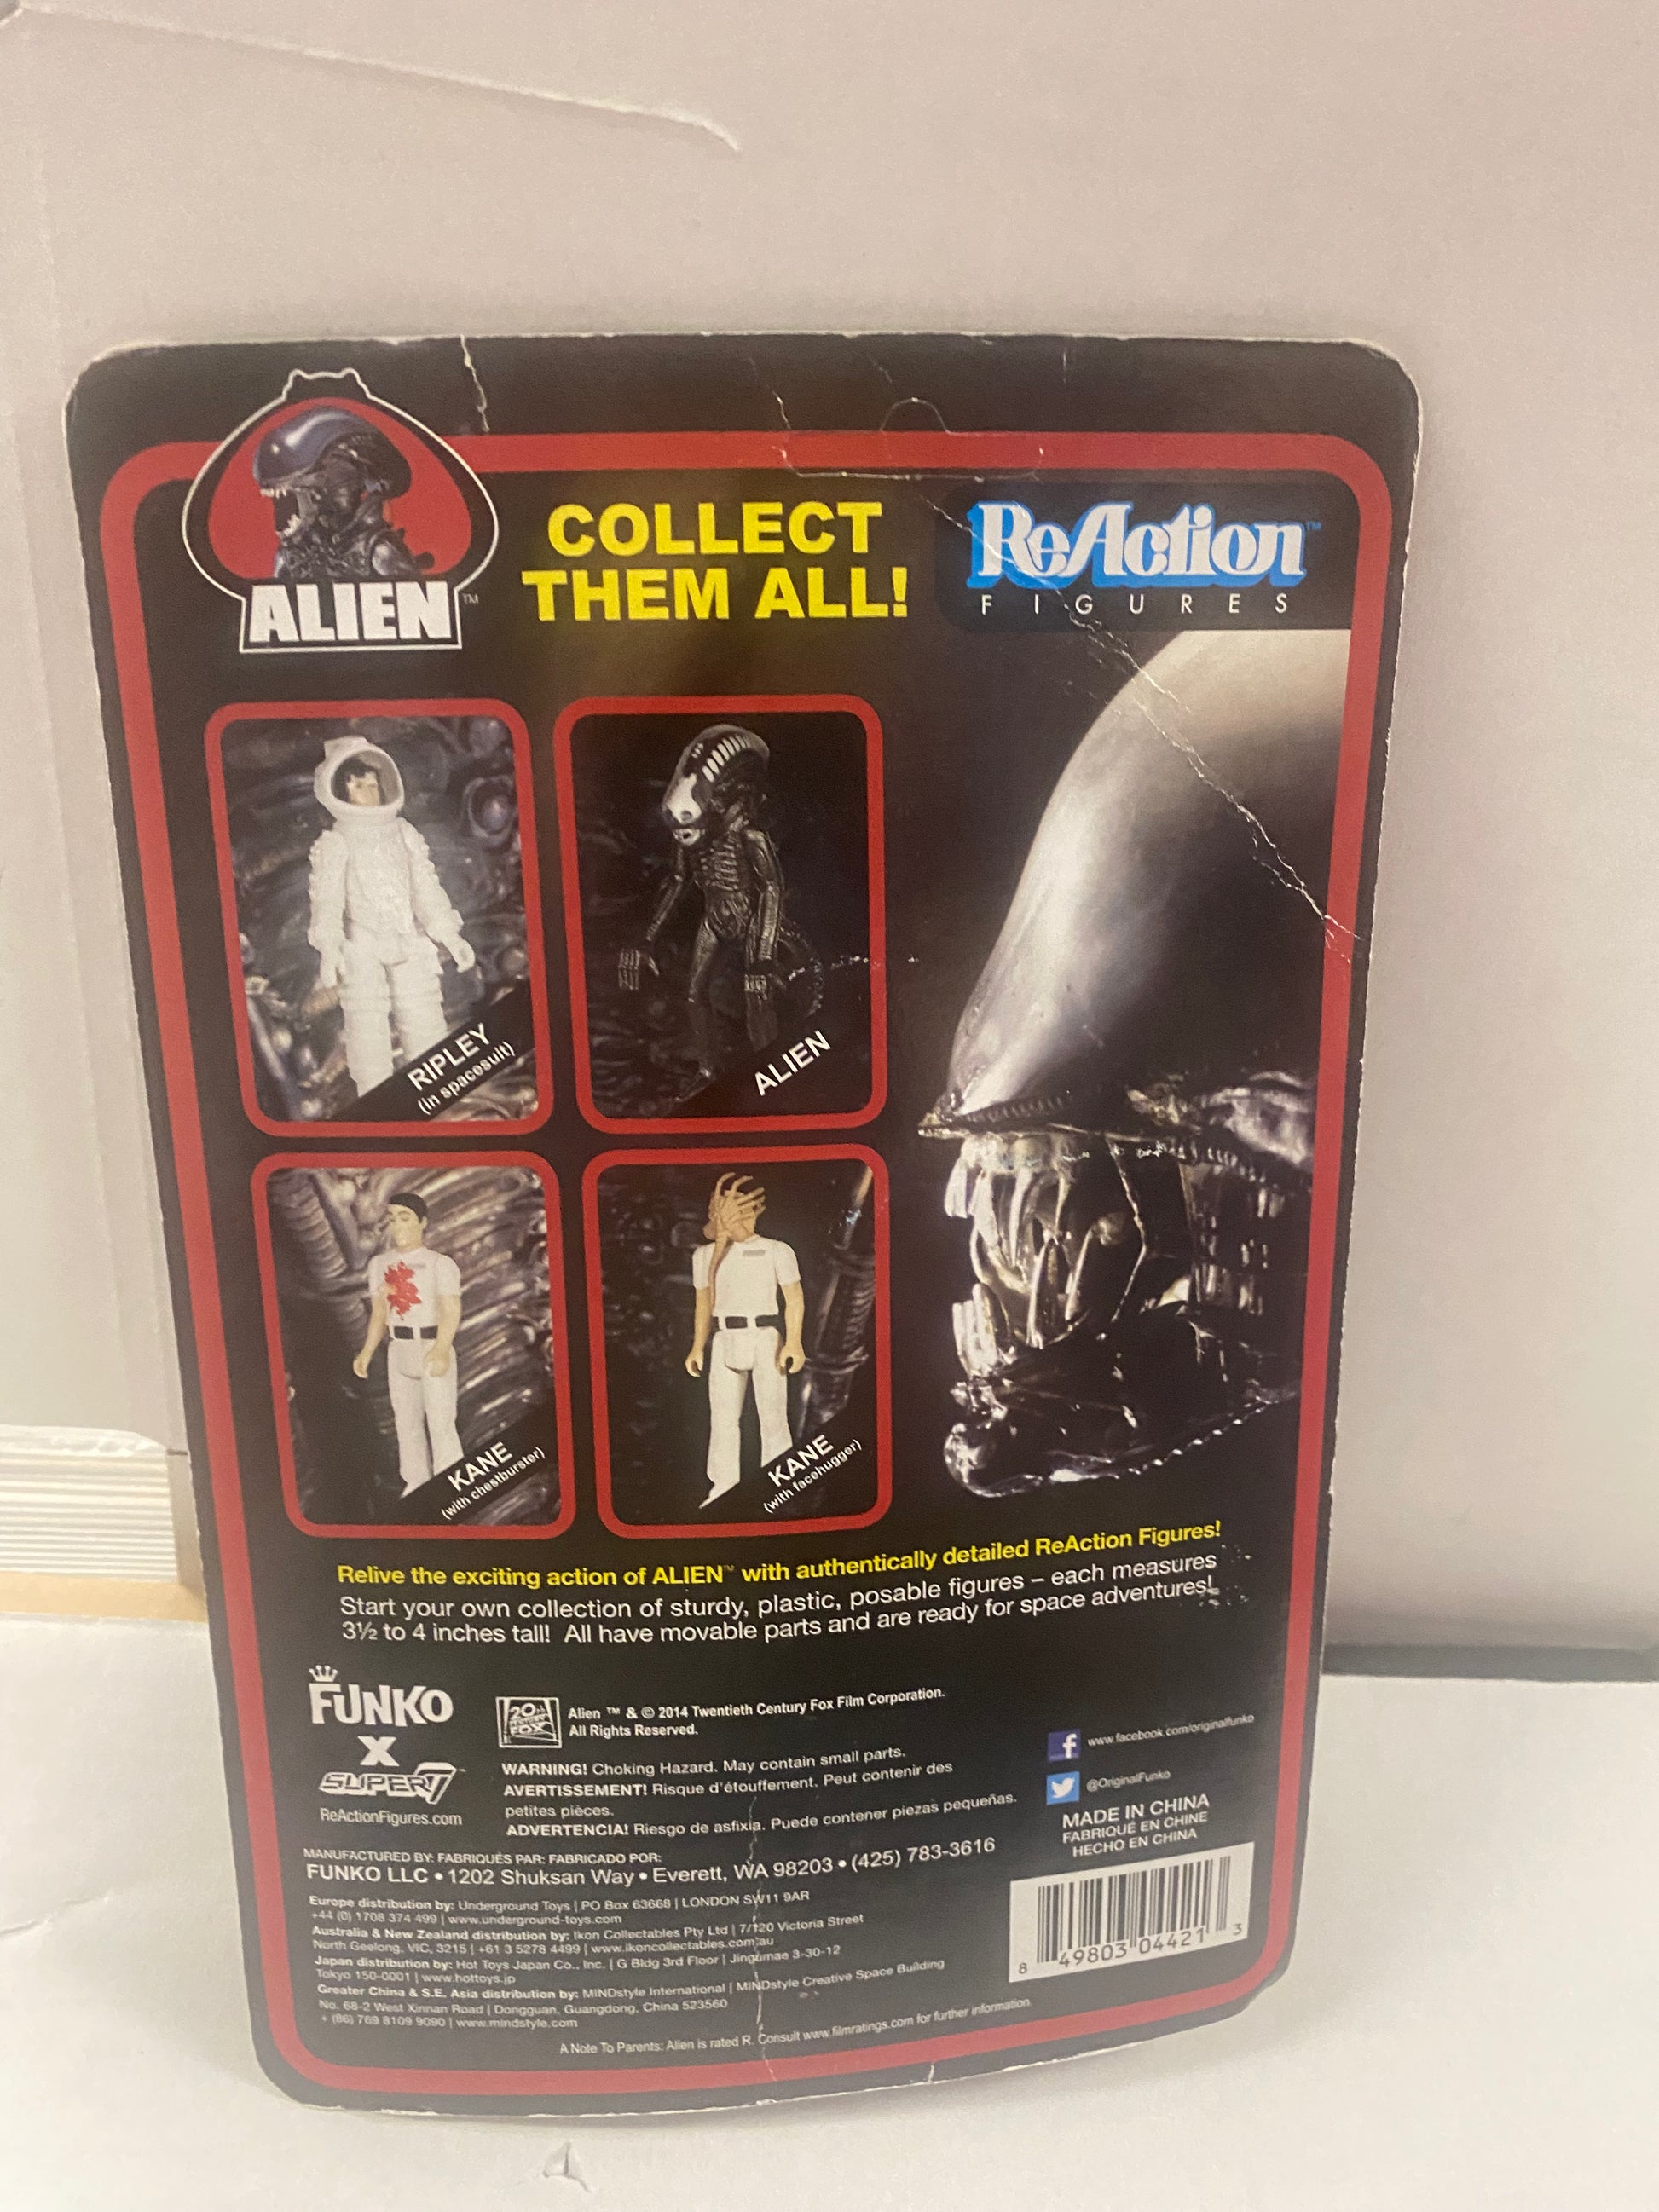 ALIEN™
COLLECT
THEM ALL!
ReAction™
FIGURES
RIPLEY
(in spacesuit)
ALIEN
KANE
(with chestburster)
KANE
(with facehugger)
Relive the exciting action of ALIEN™ with authentically detailed ReAction Figures!
Start your own collection of sturdy, plastic, posable figures – each measures
3½ to 4 inches tall! All have movable parts and are ready for space adventures!
FUNKO
X
SUPER7™
ReActionFigures.com
20th
CENTURY
FOX
Alien ™ & © 2014 Twentieth Century Fox Film Corporation.
All Rights Reserved.
WARNING! Choking Hazard. May contain small parts.
AVERTISSEMENT! Risque d'étouffement. Peut contenir des
petites pièces.
ADVERTENCIA! Riesgo de asfixia. Puede contener piezas pequeñas.
f www.facebook.com/originalfunko
@OriginalFunko
MADE IN CHINA
FABRIQUÉ EN CHINE
HECHO EN CHINA
MANUFACTURED BY: FABRIQUÉS PAR: FABRICADO POR:
FUNKO LLC • 1202 Shuksan Way • Everett, WA 98203 • (425) 783-3616
Europe distribution by: Underground Toys | PO Box 63668 | LONDON SW11 9AR
+44 (0) 1708 374 499 | www.underground-toys.com
Australia & New Zealand distribution by: Ikon Collectables Pty Ltd | 7/120 Victoria Street
North Geelong, VIC, 3215 | +61 3 5278 4499 | www.ikoncollectables.com.au
Japan distribution by: Hot Toys Japan Co., Inc. | G Bldg 3rd Floor | Jingumae 3-30-12
Tokyo 150-0001 | www.hottoys.jp
Greater China & S.E. Asia distribution by: MINDstyle International | MINDstyle Creative Space Building
No. 68-2 West Xinnan Road | Dongguan, Guangdong, China 523560
+ (86) 769 8109 9090 | www.mindstyle.com
A Note To Parents: Alien is rated R. Consult www.filmratings.com for further information.
8 49803 04421 3